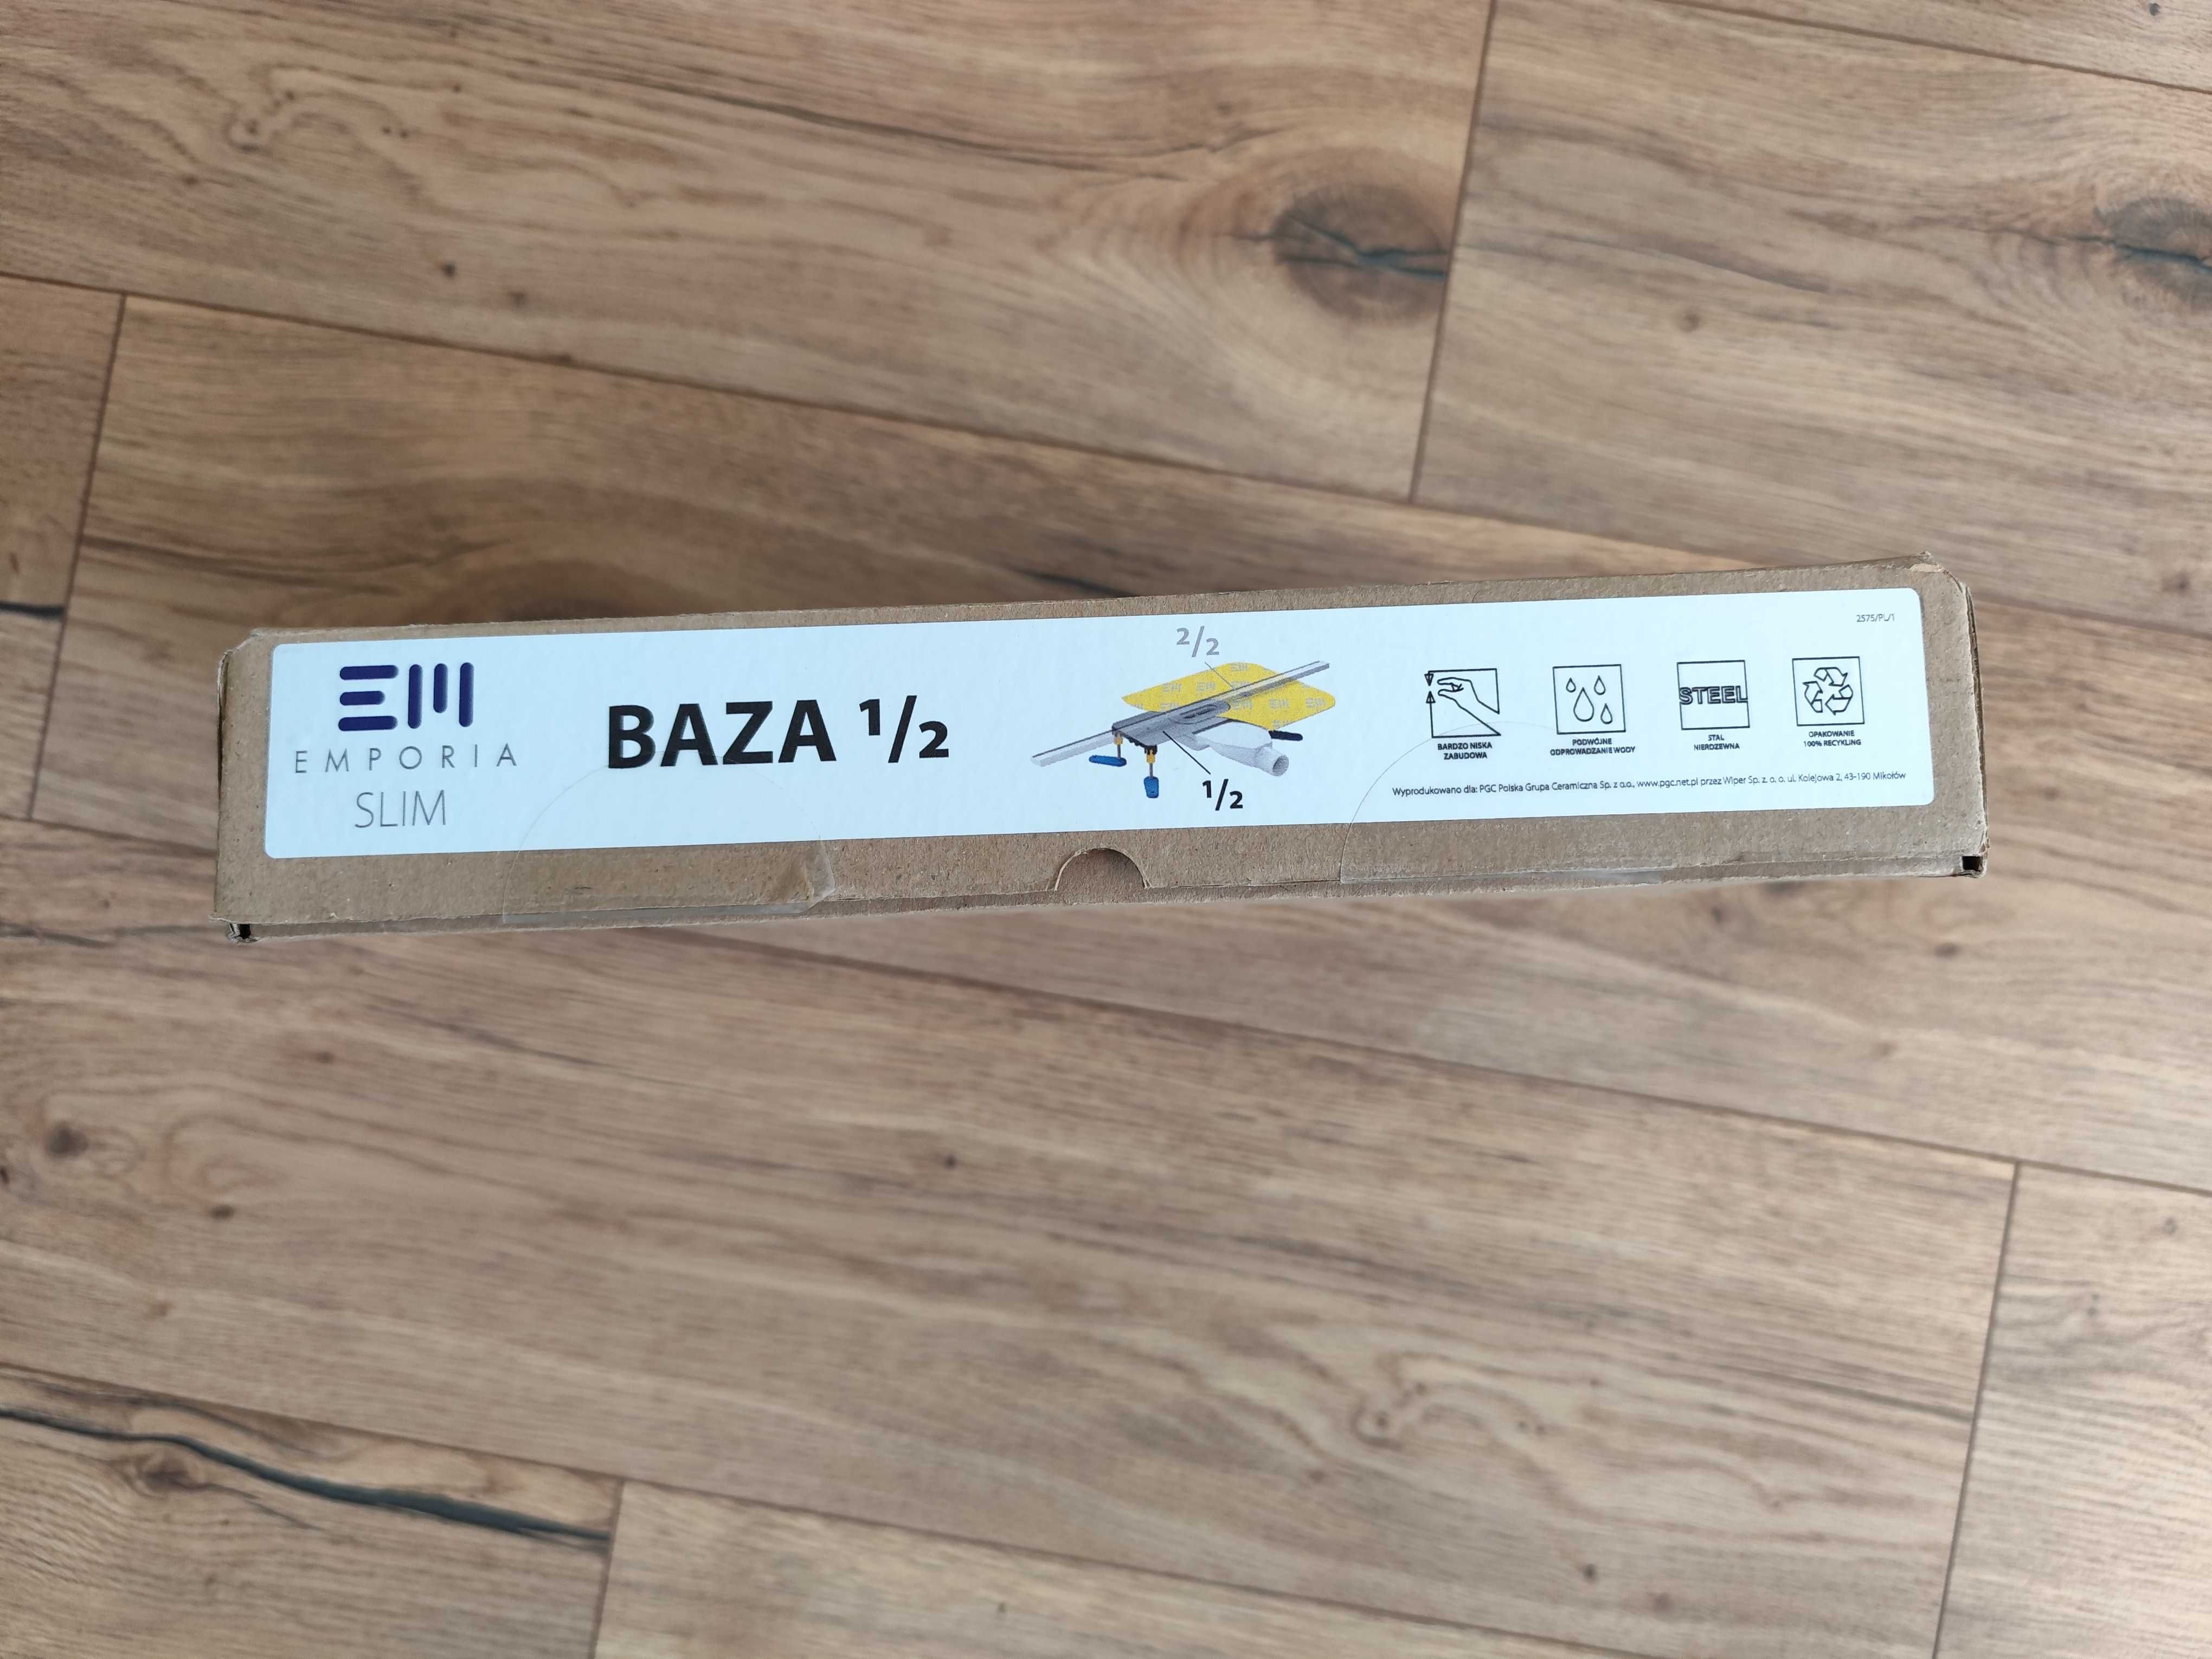 2575/PL/1
EM
EMPORIA
SLIM
BAZA 1/2
2/2
1/2
BARDZO NISKA
ZABUDOWA
PODWÓJNE
ODPROWADZANIE WODY
STEEL
STAL
NIERDZEWNA
OPAKOWANIE
100% RECYKLING
Wyprodukowano dla: PGC Polska Grupa Ceramiczna Sp. z o.o., www.pgc.net.pl przez Wiper Sp. z o. o. ul. Kolejowa 2, 43-190 Mikołów